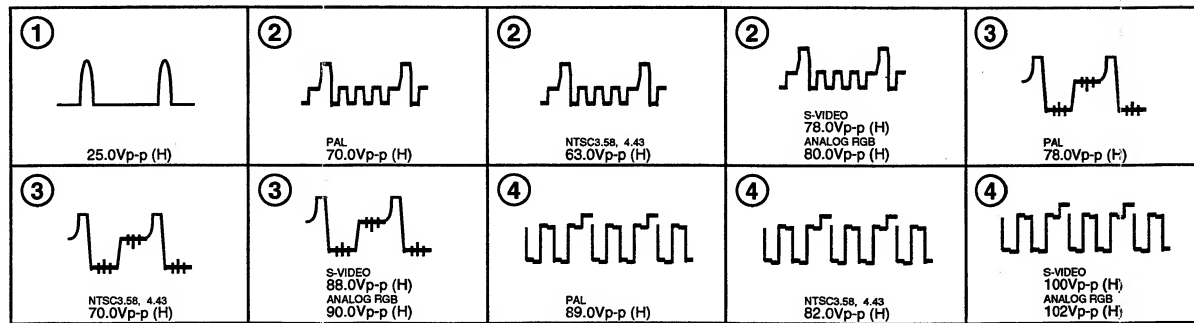 ①
25.0Vp-p (H)
②
PAL
70.0Vp-p (H)
②
NTSC3.58, 4.43
63.0Vp-p (H)
②
S-VIDEO
78.0Vp-p (H)
ANALOG RGB
80.0Vp-p (H)
③
PAL
78.0Vp-p (H)
③
NTSC3.58, 4.43
70.0Vp-p (H)
③
S-VIDEO
88.0Vp-p (H)
ANALOG RGB
90.0Vp-p (H)
④
PAL
89.0Vp-p (H)
④
NTSC3.58, 4.43
82.0Vp-p (H)
④
S-VIDEO
100Vp-p (H)
ANALOG RGB
102Vp-p (H)